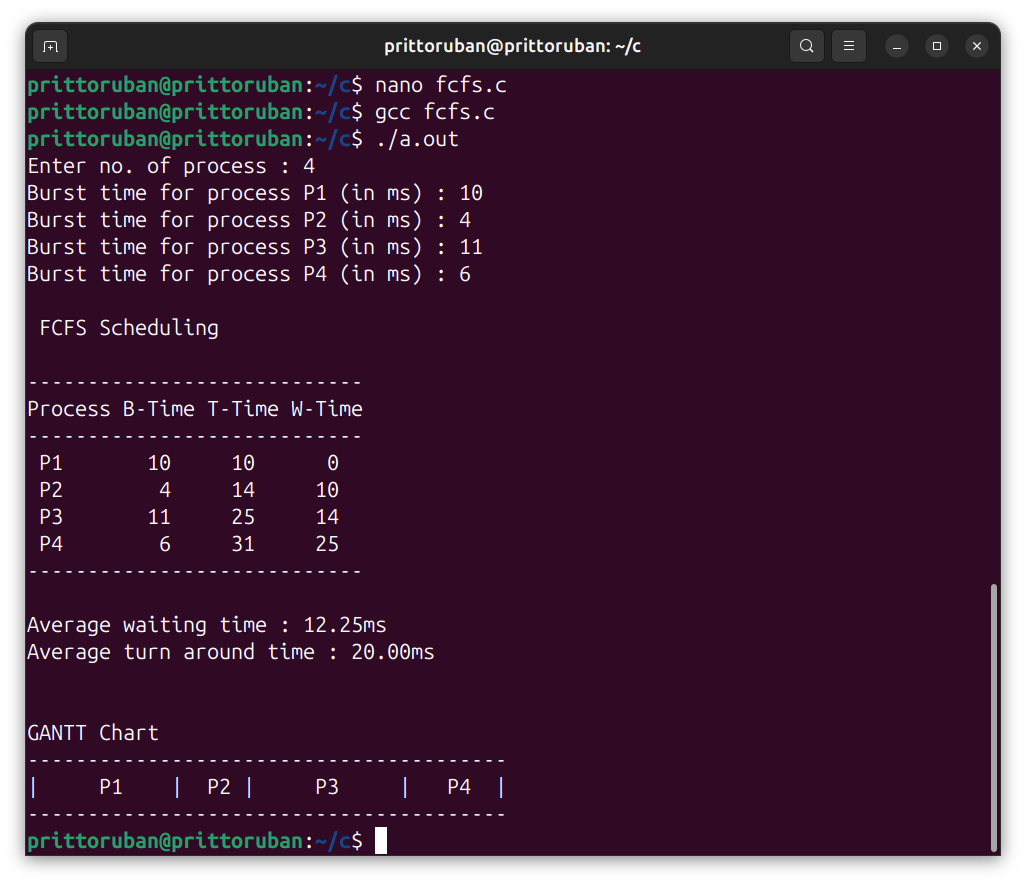 prittoruban@prittoruban: ~/c
prittoruban@prittoruban:~/c$ nano fcfs.c
prittoruban@prittoruban:~/c$ gcc fcfs.c
prittoruban@prittoruban:~/c$ ./a.out
Enter no. of process : 4
Burst time for process P1 (in ms) : 10
Burst time for process P2 (in ms) : 4
Burst time for process P3 (in ms) : 11
Burst time for process P4 (in ms) : 6
 FCFS Scheduling
----------------------------
Process B-Time T-Time W-Time
----------------------------
 P1       10     10      0
 P2        4     14     10
 P3       11     25     14
 P4        6     31     25
----------------------------
Average waiting time : 12.25ms
Average turn around time : 20.00ms
GANTT Chart
----------------------------------------
|     P1    |  P2 |     P3     |   P4  |
----------------------------------------
prittoruban@prittoruban:~/c$